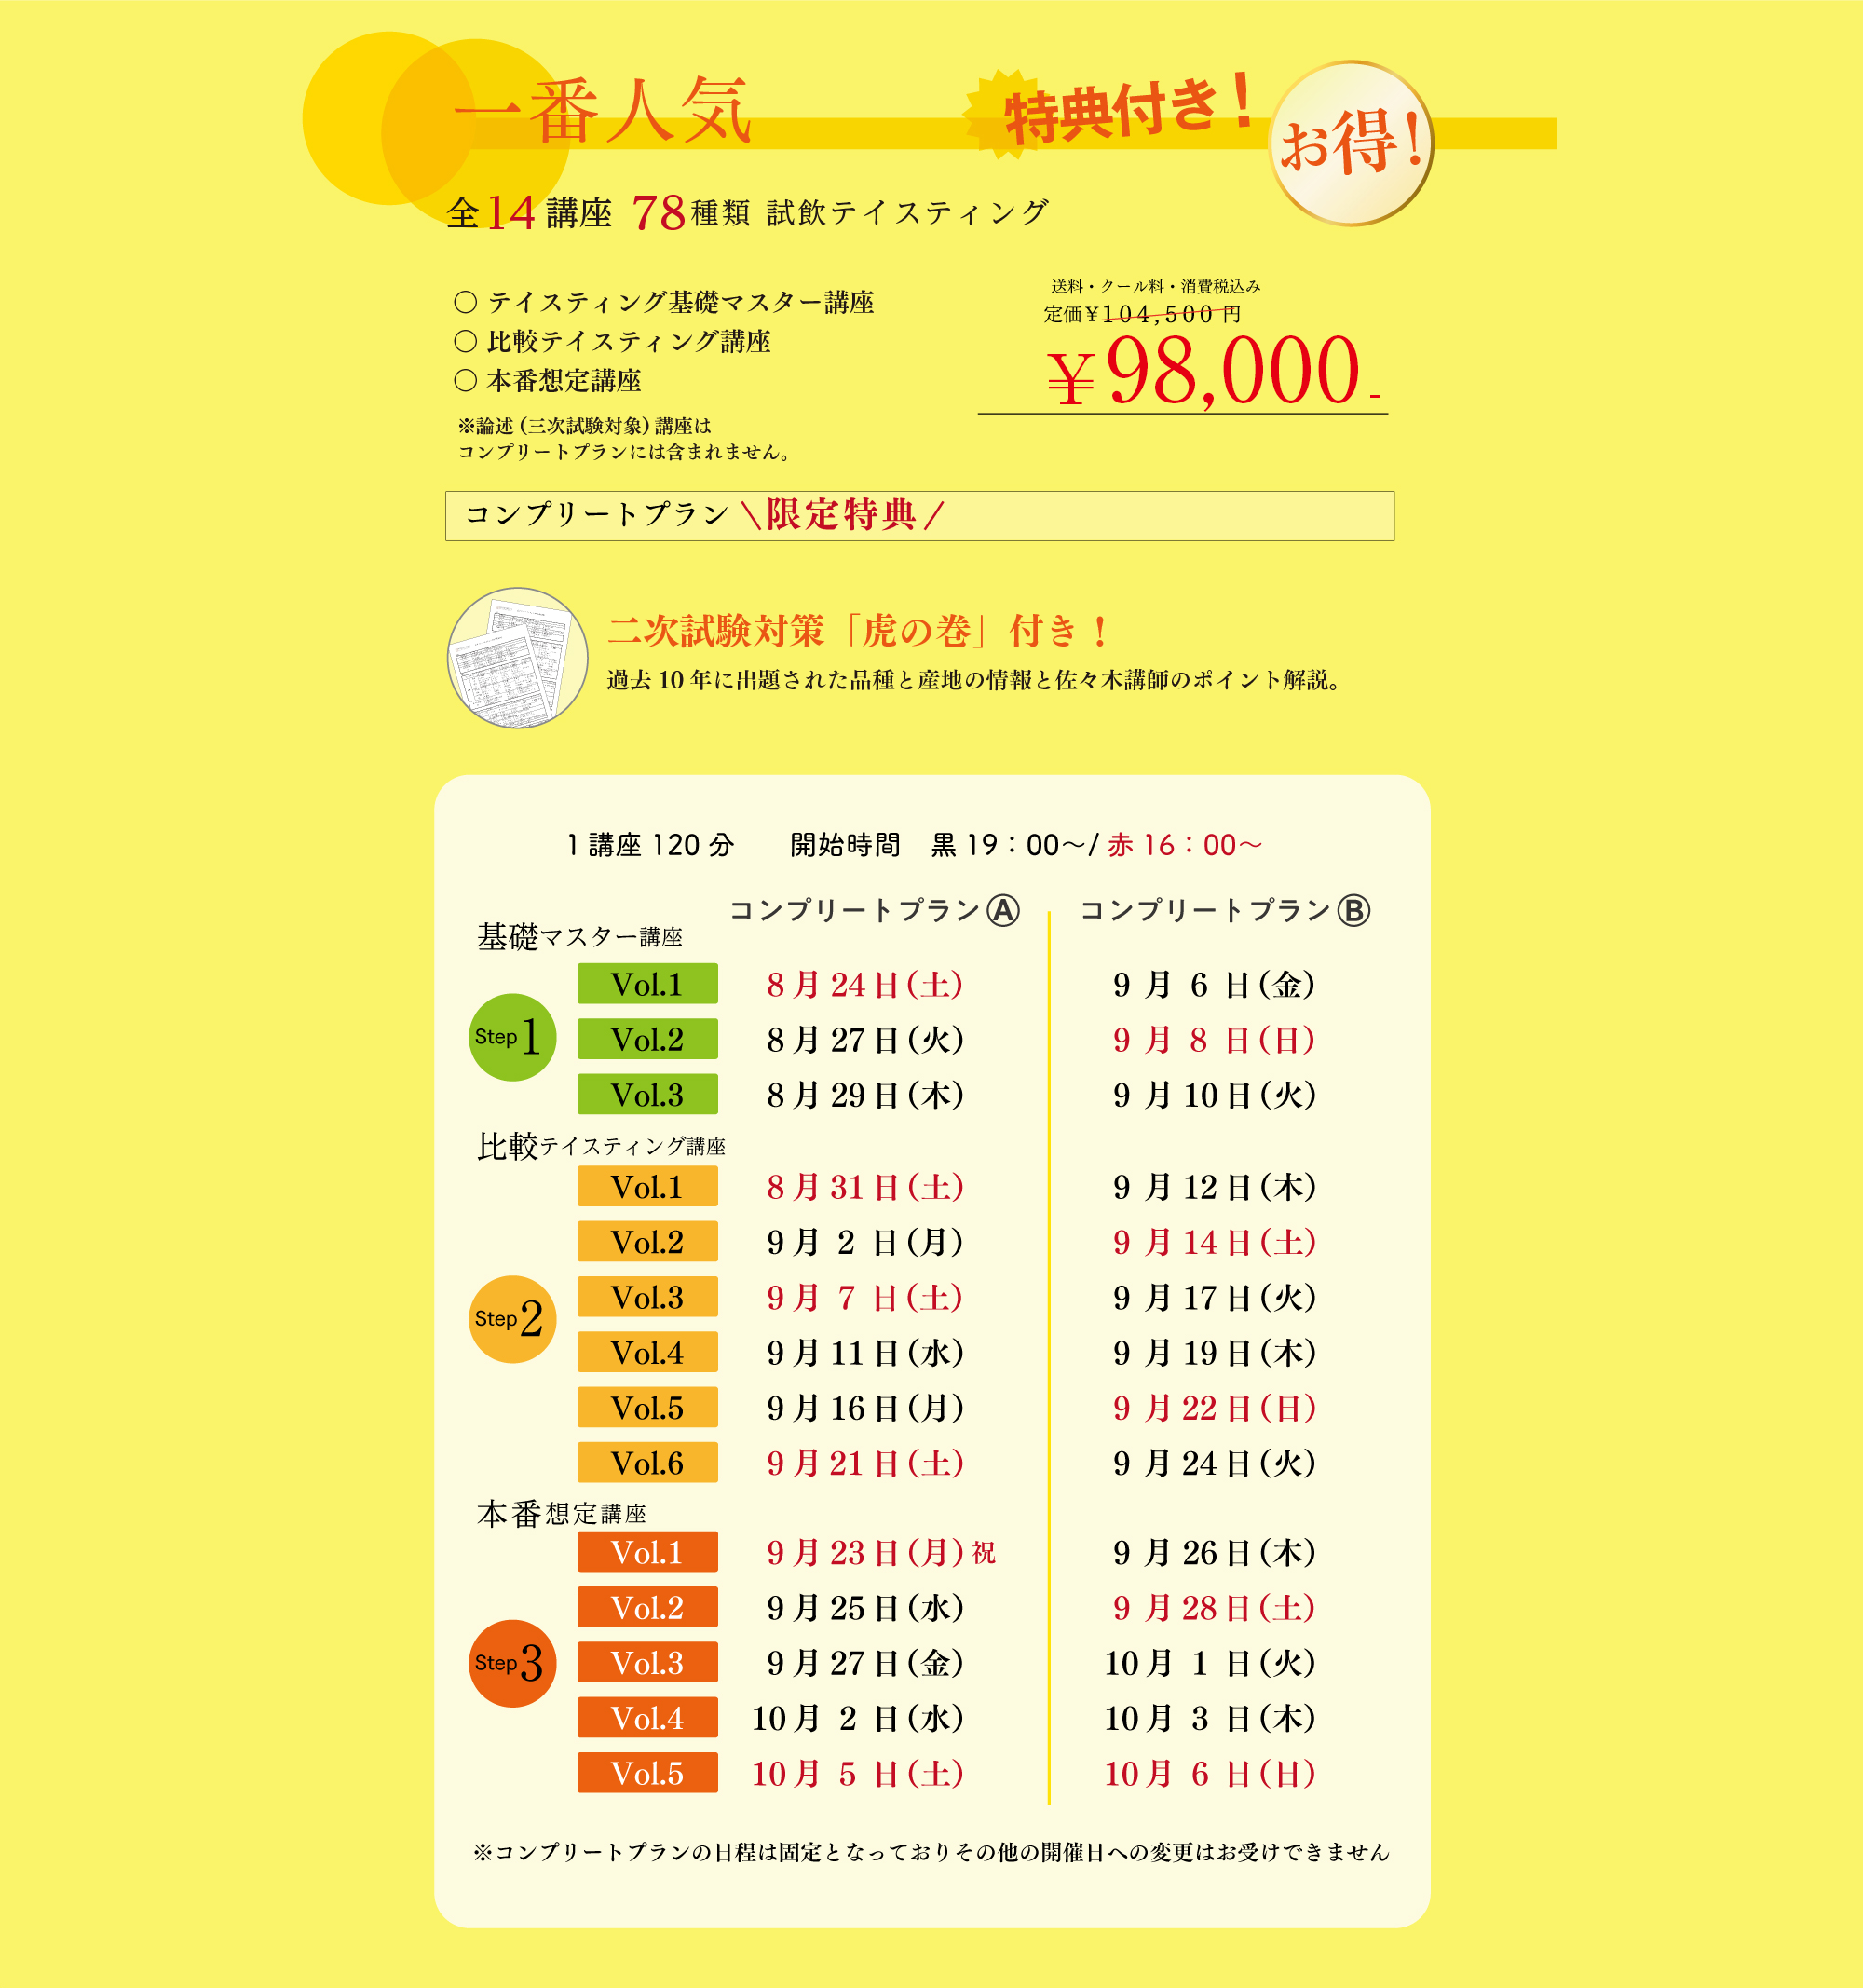 一番人気
特典付き！
お得！
全14講座 78種類 試飲テイスティング
○ テイスティング基礎マスター講座
○ 比較テイスティング講座
○ 本番想定講座
※論述（三次試験対象）講座は
コンプリートプランには含まれません。
送料・クール料・消費税込み
定価¥104,500円
¥98,000-
コンプリートプラン \限定特典/
二次試験対策「虎の巻」付き！
過去10年に出題された品種と産地の情報と佐々木講師のポイント解説。
1講座120分　開始時間　黒19：00〜/赤16：00〜
コンプリートプランⒶ コンプリートプランⒷ
基礎マスター講座
Step1
Vol.1 8月24日（土） 9月6日（金）
Vol.2 8月27日（火） 9月8日（日）
Vol.3 8月29日（木） 9月10日（火）
比較テイスティング講座
Step2
Vol.1 8月31日（土） 9月12日（木）
Vol.2 9月2日（月） 9月14日（土）
Vol.3 9月7日（土） 9月17日（火）
Vol.4 9月11日（水） 9月19日（木）
Vol.5 9月16日（月） 9月22日（日）
Vol.6 9月21日（土） 9月24日（火）
本番想定講座
Step3
Vol.1 9月23日（月）祝 9月26日（木）
Vol.2 9月25日（水） 9月28日（土）
Vol.3 9月27日（金） 10月1日（火）
Vol.4 10月2日（水） 10月3日（木）
Vol.5 10月5日（土） 10月6日（日）
※コンプリートプランの日程は固定となっておりその他の開催日への変更はお受けできません